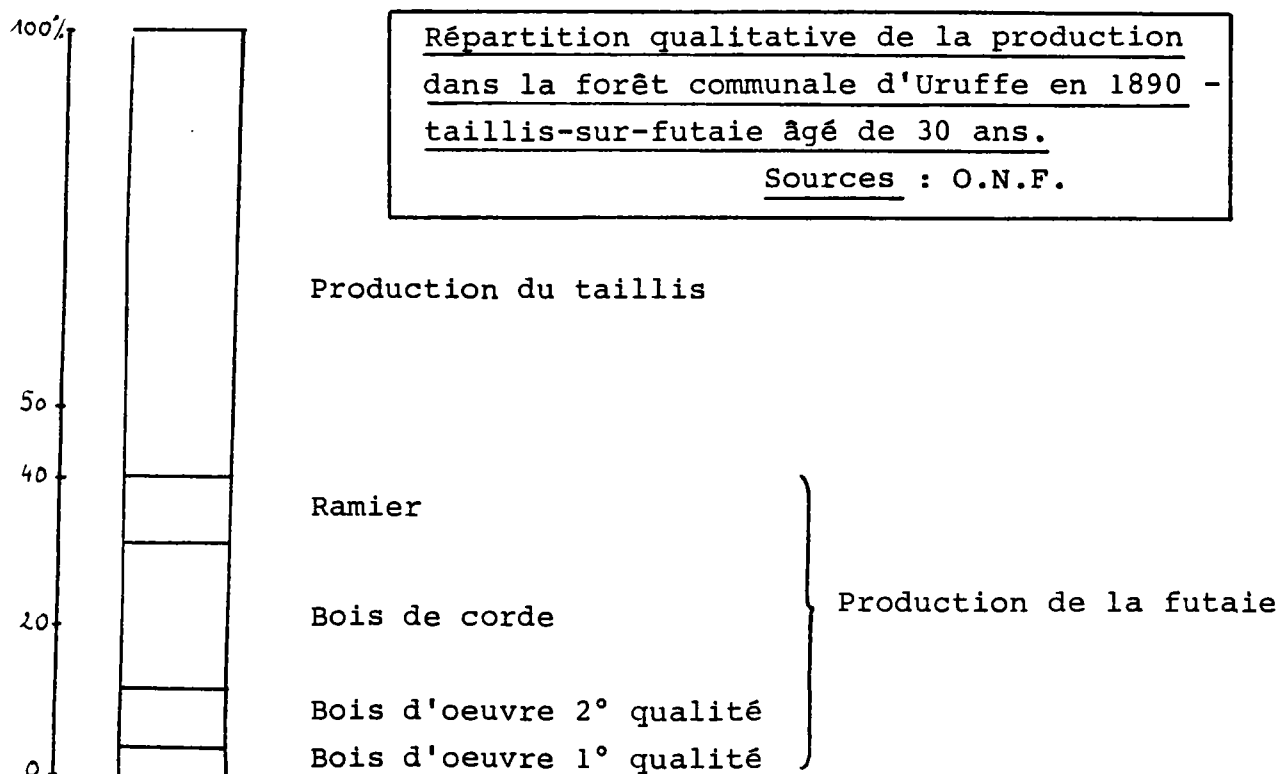 100%
Répartition qualitative de la production
dans la forêt communale d'Uruffe en 1890 -
taillis-sur-futaie âgé de 30 ans.
Sources : O.N.F.
Production du taillis
50
40
Ramier
20
Bois de corde
Production de la futaie
Bois d'oeuvre 2° qualité
Bois d'oeuvre 1° qualité
0